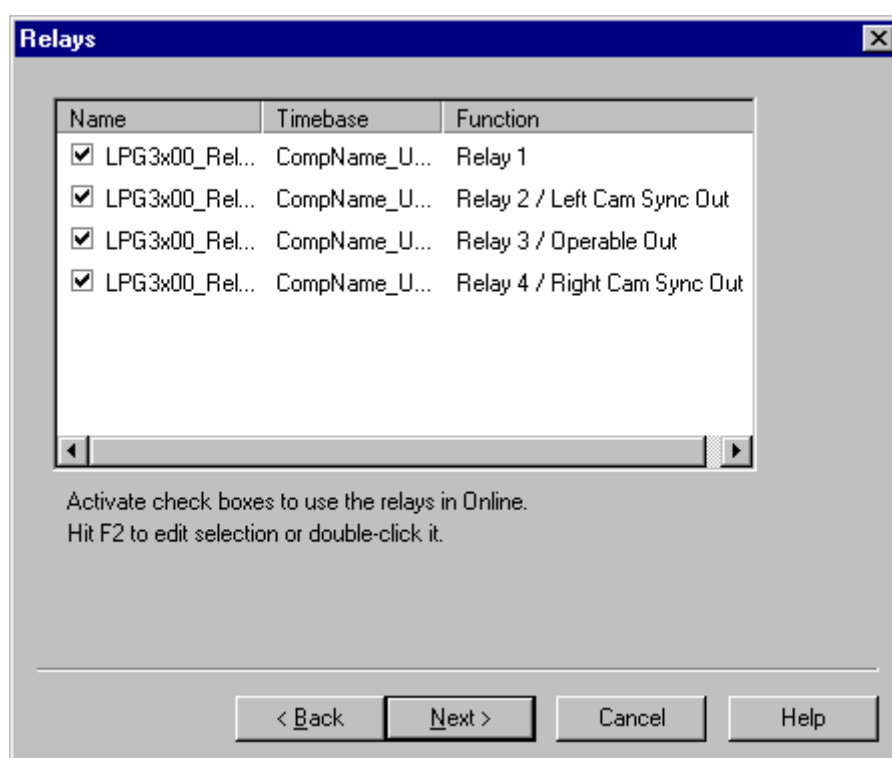 Relays
Name Timebase Function
LPG3x00_Rel... CompName_U... Relay 1
LPG3x00_Rel... CompName_U... Relay 2 / Left Cam Sync Out
LPG3x00_Rel... CompName_U... Relay 3 / Operable Out
LPG3x00_Rel... CompName_U... Relay 4 / Right Cam Sync Out
Activate check boxes to use the relays in Online.
Hit F2 to edit selection or double-click it.
< Back Next > Cancel Help